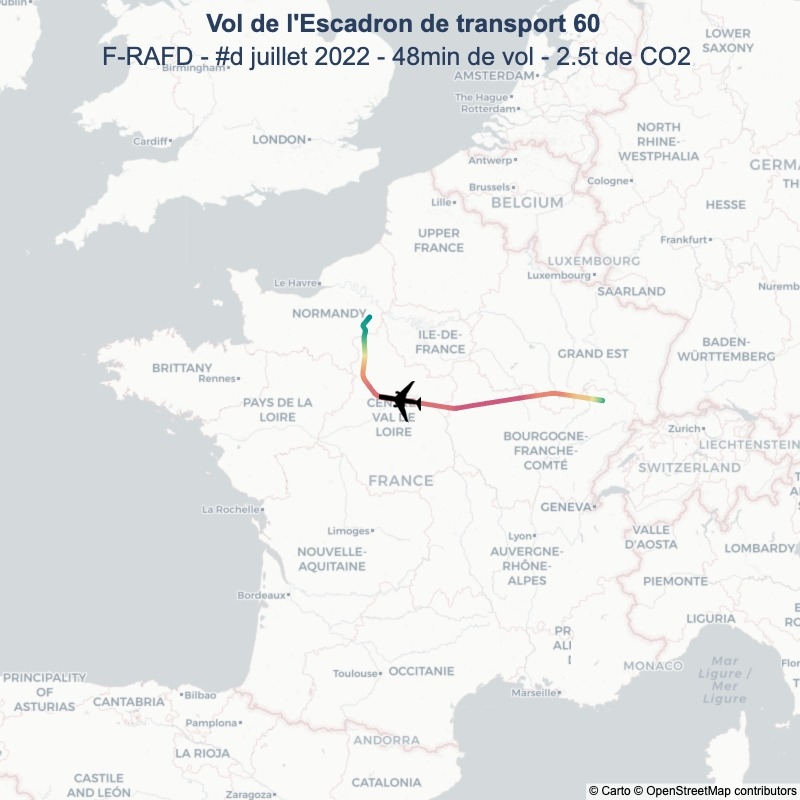 Vol de l'Escadron de transport 60
F-RAFD - #d juillet 2022 - 48min de vol - 2.5t de CO2
Dublin
Birmingham
LOWER
SAXONY
AMSTERDAM
The Hague
Rotterdam
Cardiff
LONDON
NORTH
RHINE-
WESTPHALIA
Antwerp
GERM
TH
Brussels
Cologne
Lille
BELGIUM
HESSE
UPPER
FRANCE
Frankfurt
LUXEMBOURG
Luxembourg
Le Havre
SAARLAND
Nuremb
NORMANDY
ILE-DE-
FRANCE
GRAND EST
BADEN-
WÜRTTEMBERG
BRITTANY
Rennes
PAYS DE LA
LOIRE
CENTRE
VAL DE
LOIRE
Zurich
LIECHTENSTEIN
BOURGOGNE-
FRANCHE-
COMTÉ
SWITZERLAND
FRANCE
La Rochelle
GENEVA
Limoges
Lyon
VALLE
D'AOSTA
NOUVELLE-
AQUITAINE
AUVERGNE-
RHÔNE-
ALPES
LOMBARDY
PIEMONTE
Bordeaux
LIGURIA
PR
AL
Toulouse
OCCITANIE
MONACO
Mar
Ligure /
Mer
Ligure
Flor
Marseille
PRINCIPALITY
OF
ASTURIAS
CANTABRIA
Bilbao
Pamplona
LA RIOJA
ANDORRA
CASTILE
AND LEÓN
CATALONIA
Zaragoza
© Carto © OpenStreetMap contributors